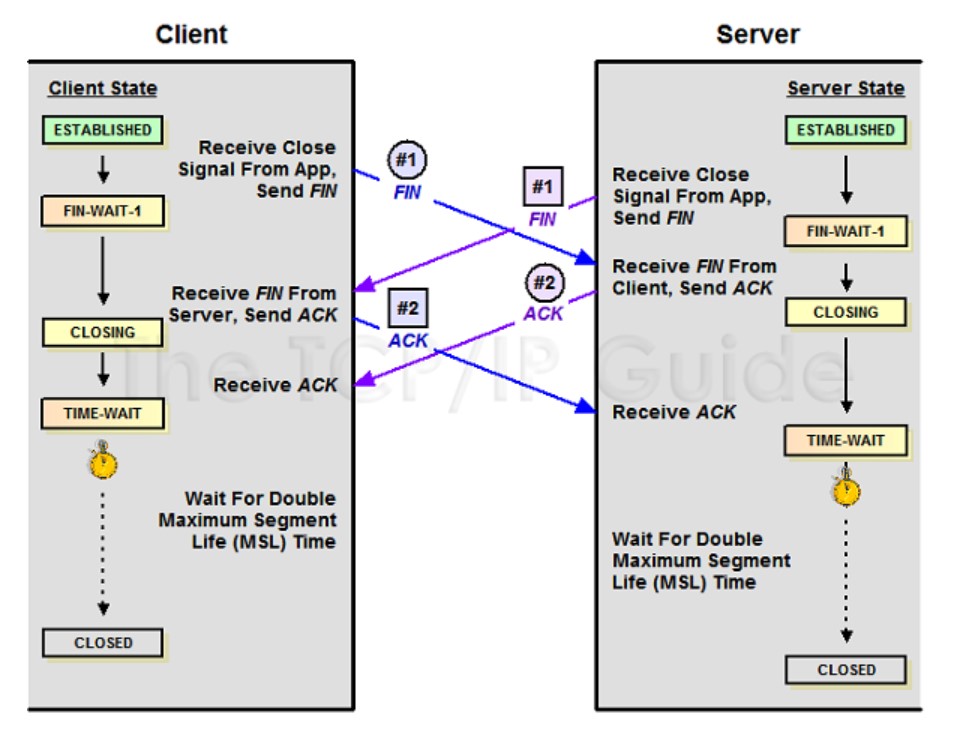 Client
Server
Client State
ESTABLISHED
FIN-WAIT-1
CLOSING
TIME-WAIT
CLOSED
Receive Close
Signal From App,
Send FIN
Receive FIN From
Server, Send ACK
Receive ACK
Wait For Double
Maximum Segment
Life (MSL) Time
#1
FIN
#1
FIN
#2
ACK
#2
ACK
The TCP/IP Guide
Server State
ESTABLISHED
FIN-WAIT-1
CLOSING
TIME-WAIT
CLOSED
Receive Close
Signal From App,
Send FIN
Receive FIN From
Client, Send ACK
Receive ACK
Wait For Double
Maximum Segment
Life (MSL) Time